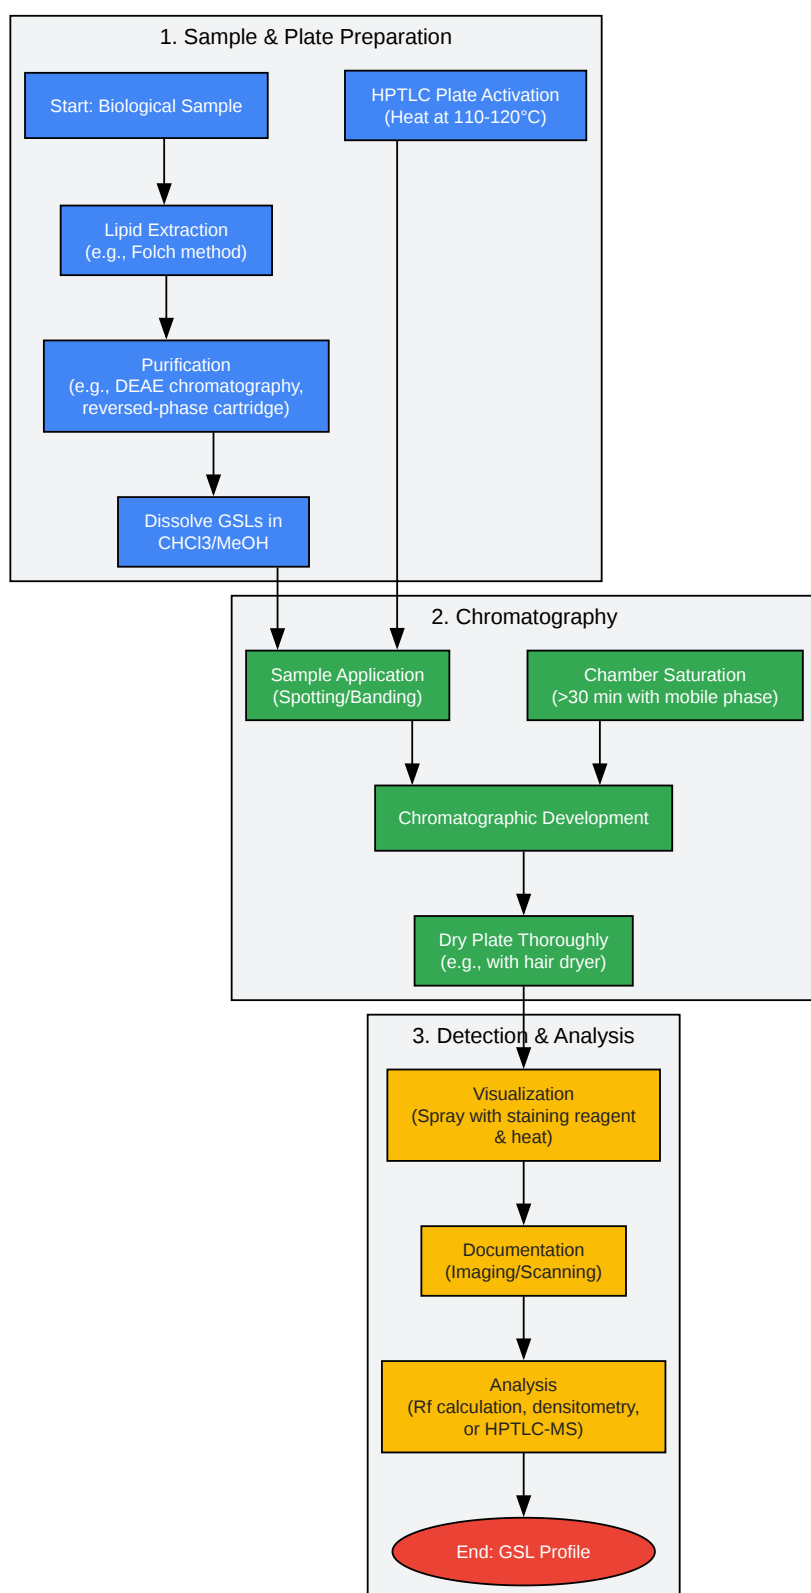 1. Sample & Plate Preparation
Start: Biological Sample
HPTLC Plate Activation
(Heat at 110-120°C)
Lipid Extraction
(e.g., Folch method)
Purification
(e.g., DEAE chromatography,
reversed-phase cartridge)
Dissolve GSLs in
CHCl3/MeOH
2. Chromatography
Sample Application
(Spotting/Banding)
Chamber Saturation
(>30 min with mobile phase)
Chromatographic Development
Dry Plate Thoroughly
(e.g., with hair dryer)
3. Detection & Analysis
Visualization
(Spray with staining reagent
& heat)
Documentation
(Imaging/Scanning)
Analysis
(Rf calculation, densitometry,
or HPTLC-MS)
End: GSL Profile